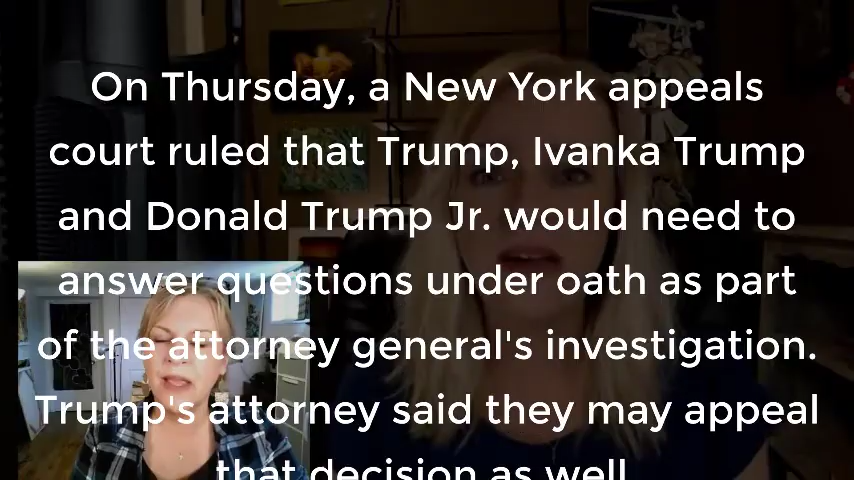 On Thursday, a New York appeals
court ruled that Trump, Ivanka Trump
and Donald Trump Jr. would need to
answer questions under oath as part
of the attorney general's investigation.
Trump's attorney said they may appeal
that decision as well